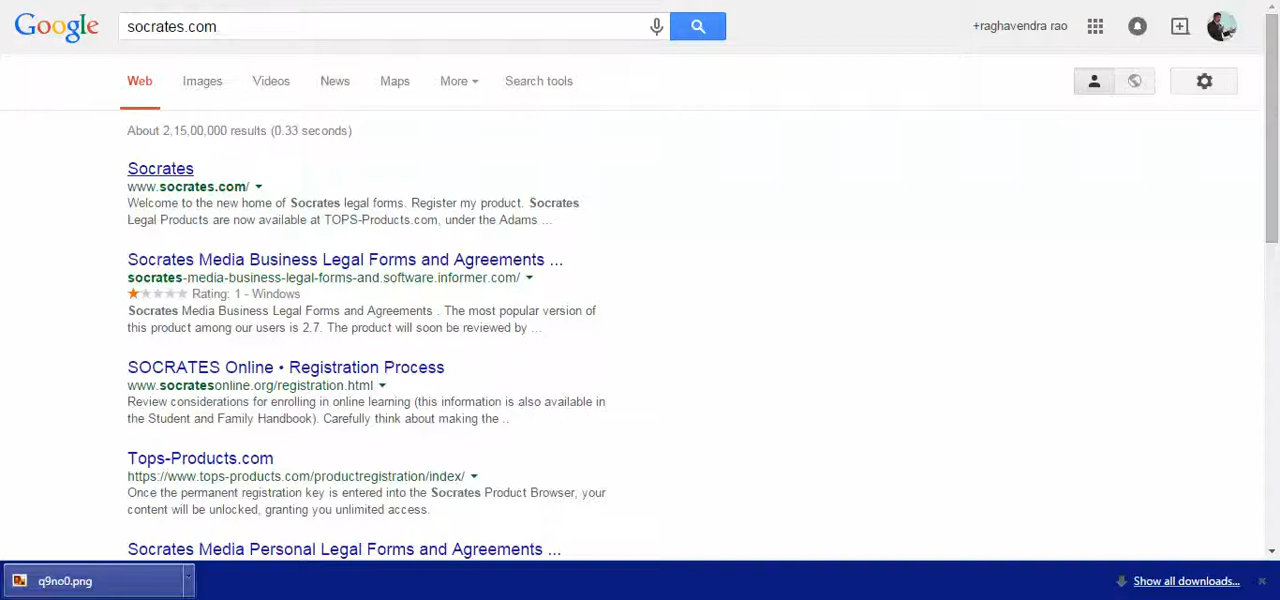 Google
socrates.com
+raghavendra rao
Web Images Videos News Maps More Search tools
About 2,15,00,000 results (0.33 seconds)
Socrates
www.socrates.com/
Welcome to the new home of Socrates legal forms. Register my product. Socrates
Legal Products are now available at TOPS-Products.com, under the Adams ...
Socrates Media Business Legal Forms and Agreements ...
socrates-media-business-legal-forms-and.software.informer.com/
Rating: 1 - Windows
Socrates Media Business Legal Forms and Agreements . The most popular version of
this product among our users is 2.7. The product will soon be reviewed by ...
SOCRATES Online • Registration Process
www.socratesonline.org/registration.html
Review considerations for enrolling in online learning (this information is also available in
the Student and Family Handbook). Carefully think about making the ..
Tops-Products.com
https://www.tops-products.com/productregistration/index/
Once the permanent registration key is entered into the Socrates Product Browser, your
content will be unlocked, granting you unlimited access.
Socrates Media Personal Legal Forms and Agreements ...
q9no0.png
Show all downloads...